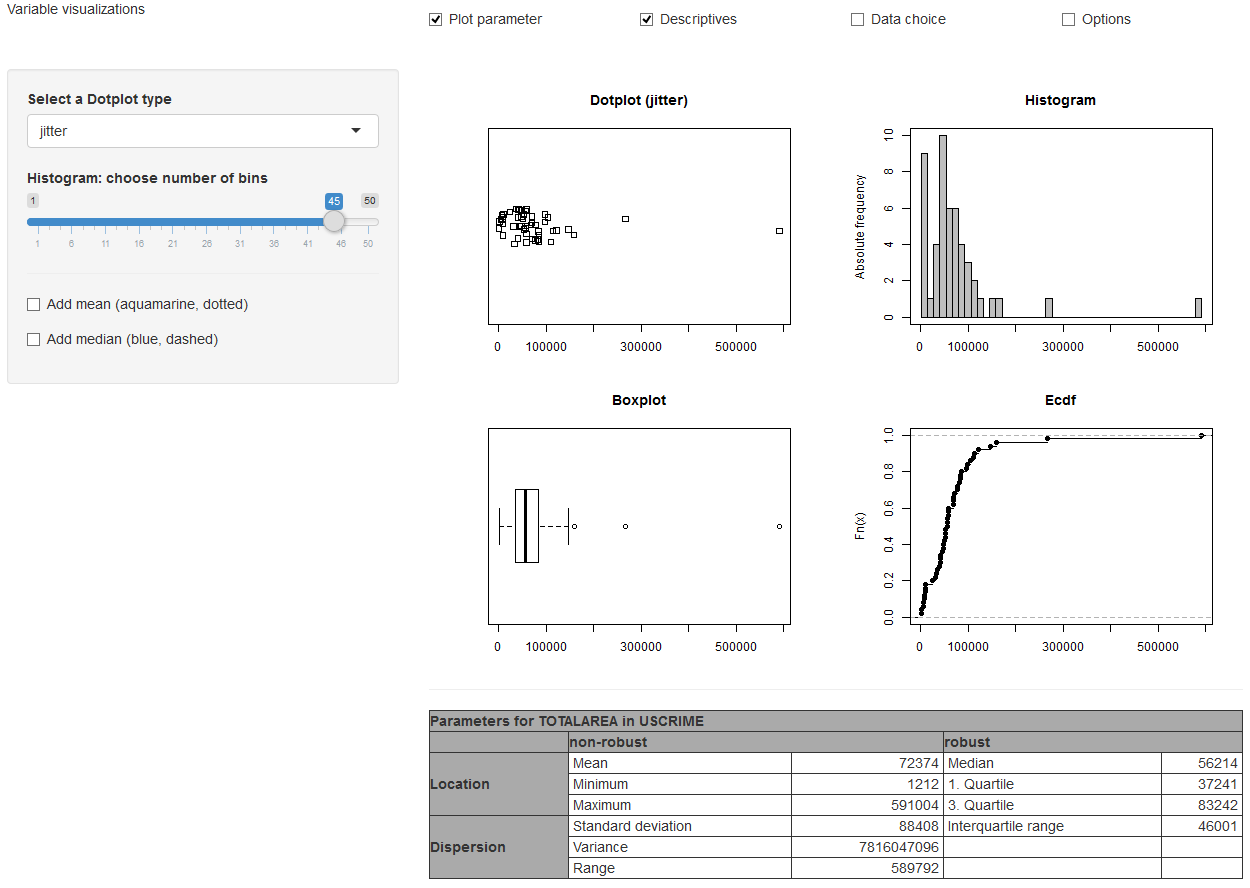 Variable visualizations
Plot parameter Descriptives Data choice Options
Select a Dotplot type
jitter
Histogram: choose number of bins
1 45 50
1 6 11 16 21 26 31 36 41 46 50
Add mean (aquamarine, dotted)
Add median (blue, dashed)
Dotplot (jitter)
0 100000 300000 500000
Histogram
Absolute frequency
0 2 4 6 8 10
0 100000 300000 500000
Boxplot
0 100000 300000 500000
Ecdf
Fn(x)
0.0 0.2 0.4 0.6 0.8 1.0
0 100000 300000 500000
Parameters for TOTALAREA in USCRIME
non-robust robust
Location
Mean 72374 Median 56214
Minimum 1212 1. Quartile 37241
Maximum 591004 3. Quartile 83242
Dispersion
Standard deviation 88408 Interquartile range 46001
Variance 7816047096
Range 589792